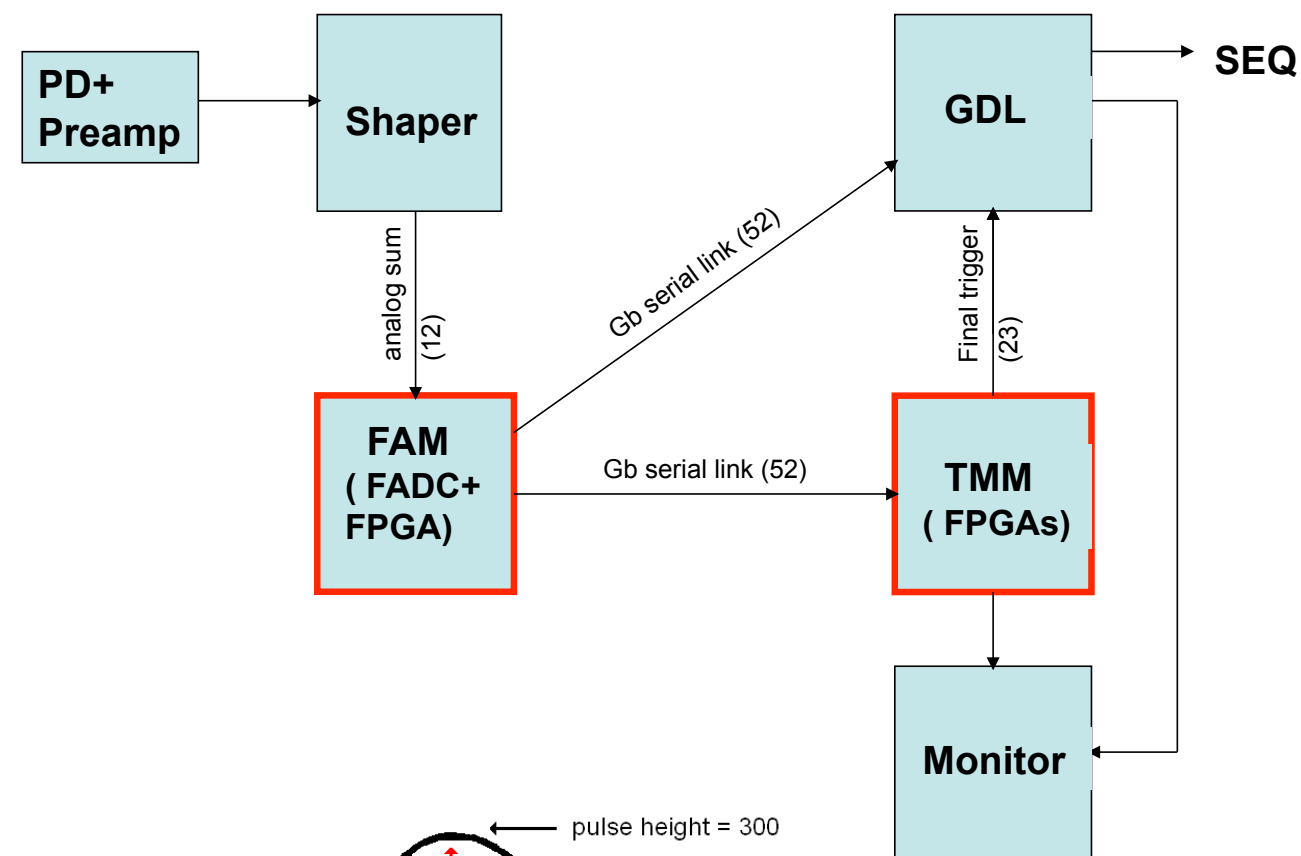 PD+
Preamp
Shaper
GDL
SEQ
analog sum
(12)
Gb serial link (52)
Final trigger
(23)
FAM
( FADC+
FPGA)
Gb serial link (52)
TMM
( FPGAs)
Monitor
pulse height = 300